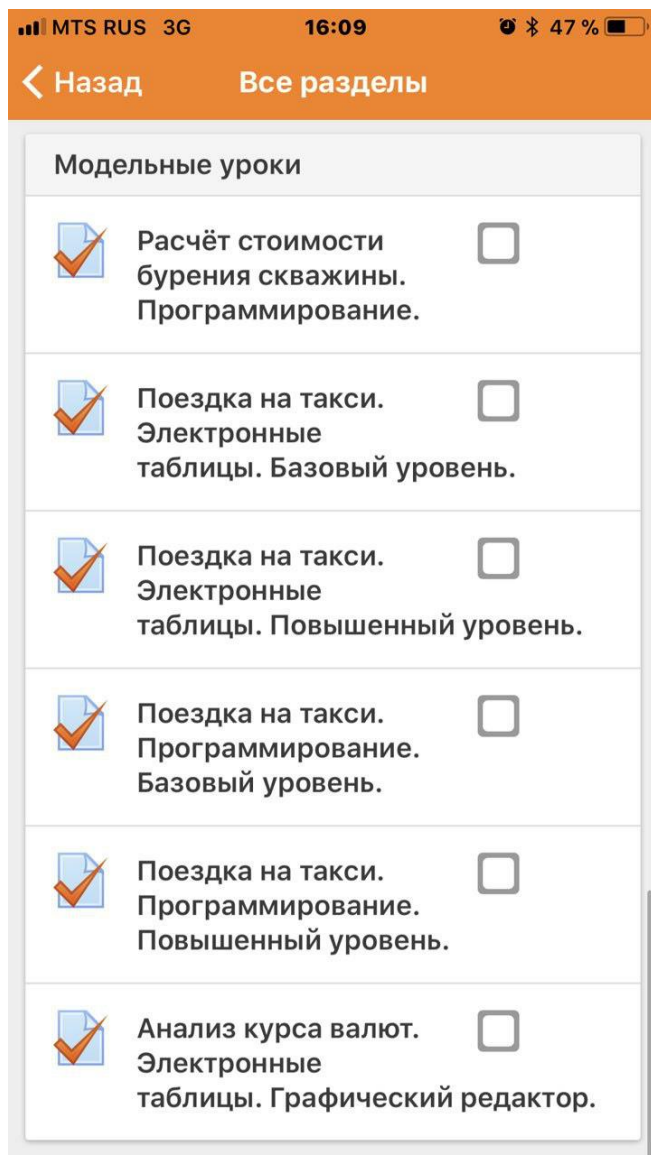 MTS RUS 3G 16:09 47 %
Назад Все разделы
Модельные уроки
Расчёт стоимости
бурения скважины.
Программирование.
Поездка на такси.
Электронные
таблицы. Базовый уровень.
Поездка на такси.
Электронные
таблицы. Повышенный уровень.
Поездка на такси.
Программирование.
Базовый уровень.
Поездка на такси.
Программирование.
Повышенный уровень.
Анализ курса валют.
Электронные
таблицы. Графический редактор.